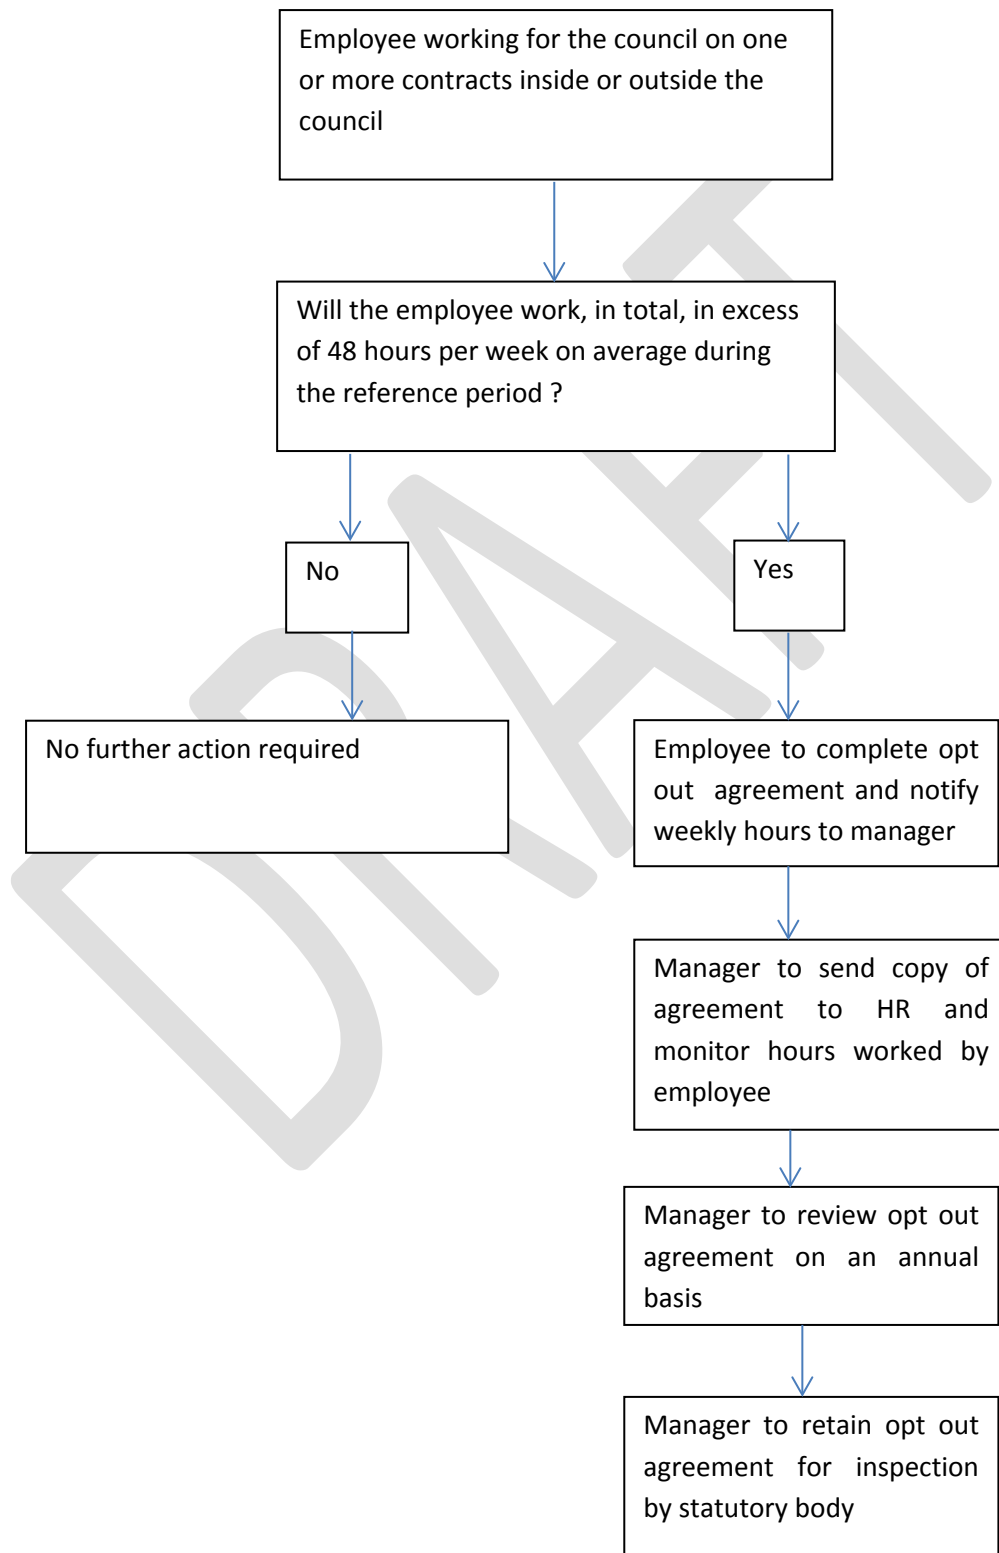 Employee working for the council on one
or more contracts inside or outside the
council
Will the employee work, in total, in excess
of 48 hours per week on average during
the reference period ?
No
Yes
No further action required
Employee to complete opt
out agreement and notify
weekly hours to manager
Manager to send copy of
agreement to HR and
monitor hours worked by
employee
Manager to review opt out
agreement on an annual
basis
Manager to retain opt out
agreement for inspection
by statutory body
DRAFT